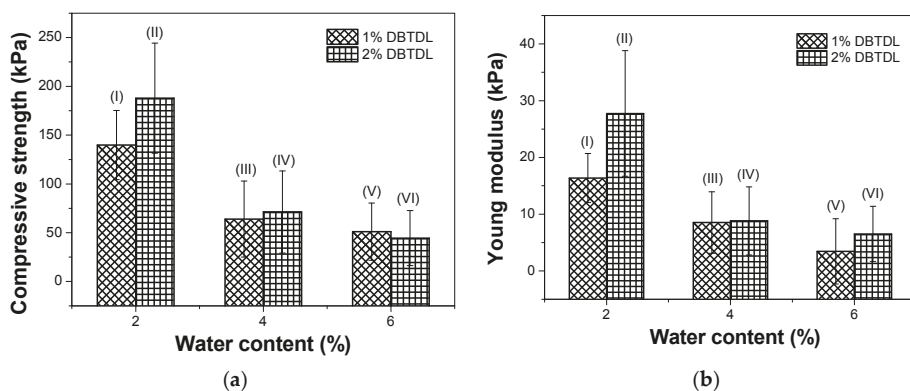 Compressive strength (kPa)
250
200
150
100
50
0
(I)
(II)
(III)
(IV)
(V)
(VI)
1% DBTDL
2% DBTDL
2
4
6
Water content (%)
(a)
Young modulus (kPa)
40
30
20
10
0
(I)
(II)
(III)
(IV)
(V)
(VI)
1% DBTDL
2% DBTDL
2
4
6
Water content (%)
(b)